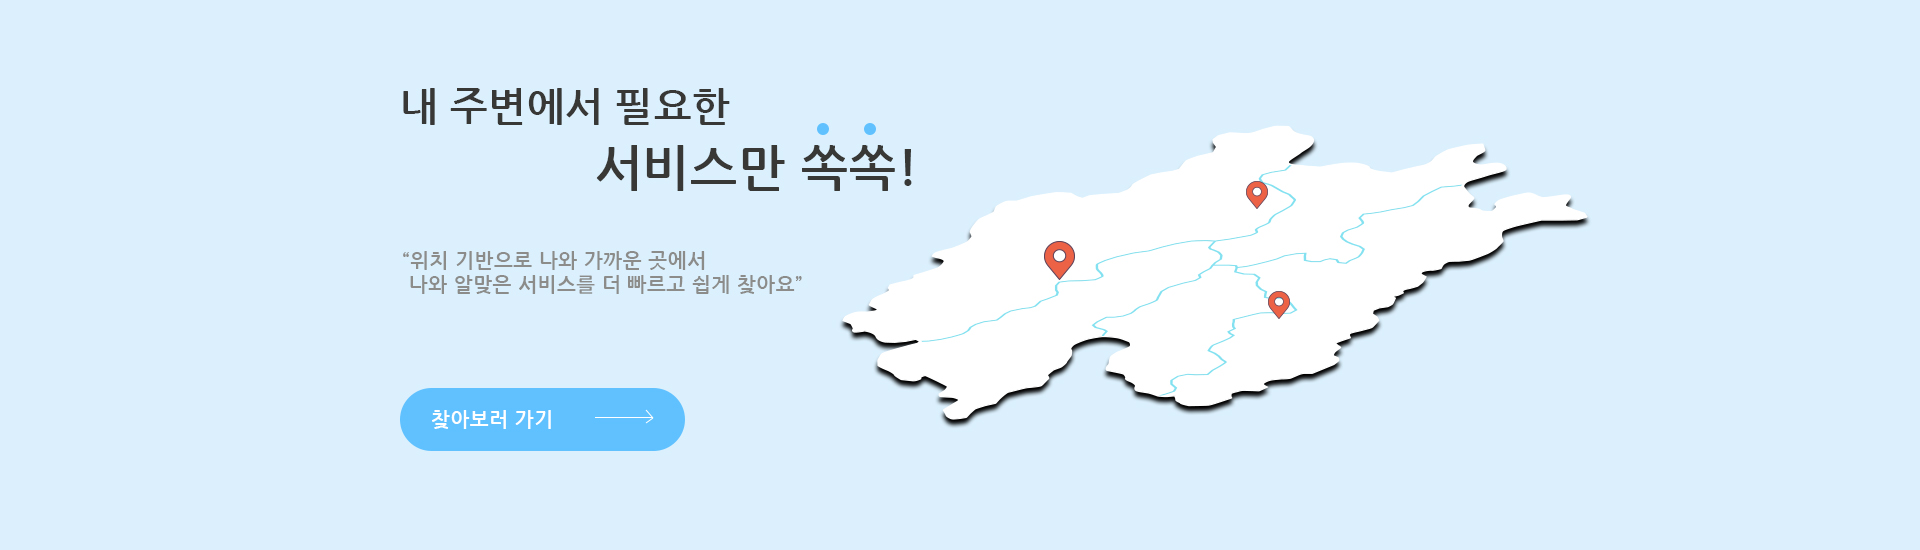 내 주변에서 필요한
서비스만 쏙쏙!
“위치 기반으로 나와 가까운 곳에서
나와 알맞은 서비스를 더 빠르고 쉽게 찾아요”
찾아보러 가기